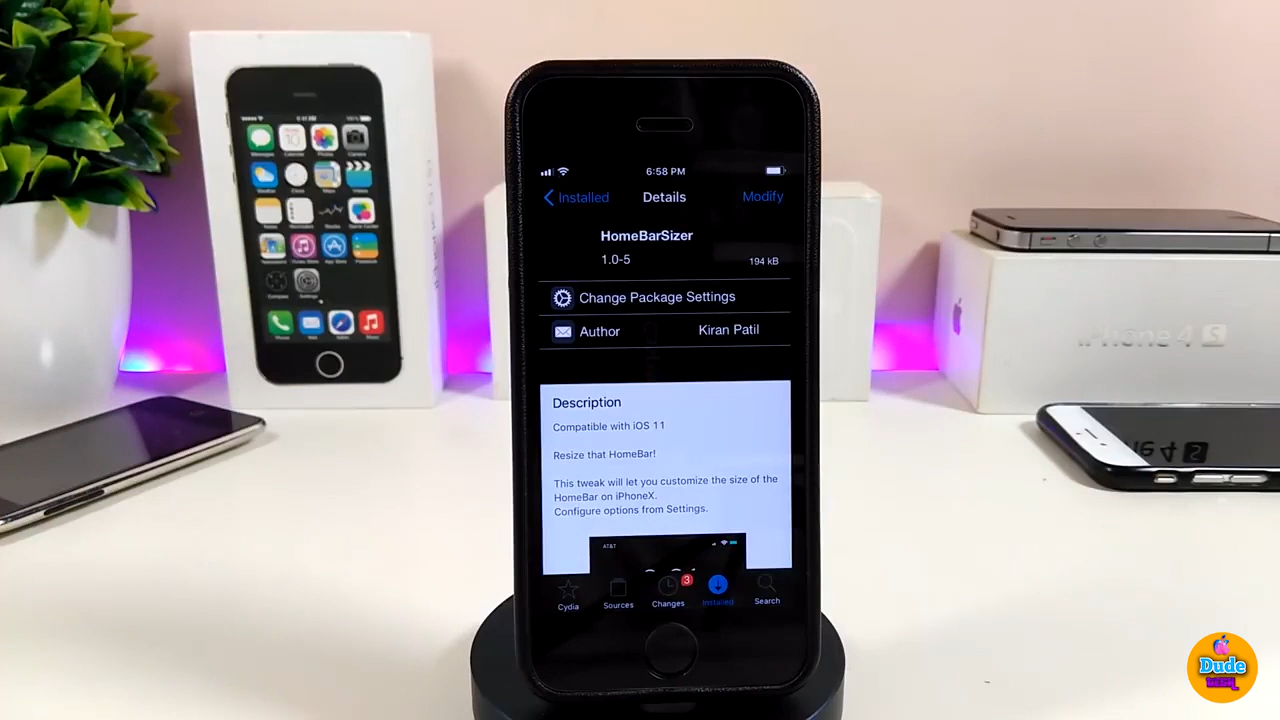 6:58 PM
Installed
Details
Modify
HomeBarSizer
1.0-5
194 kB
Change Package Settings
Author
Kiran Patil
Description
Compatible with iOS 11
Resize that HomeBar!
This tweak will let you customize the size of the
HomeBar on iPhoneX.
Configure options from Settings.
AT&T
3
Cydia
Sources
Changes
Installed
Search
iPhone 4 S
Dude